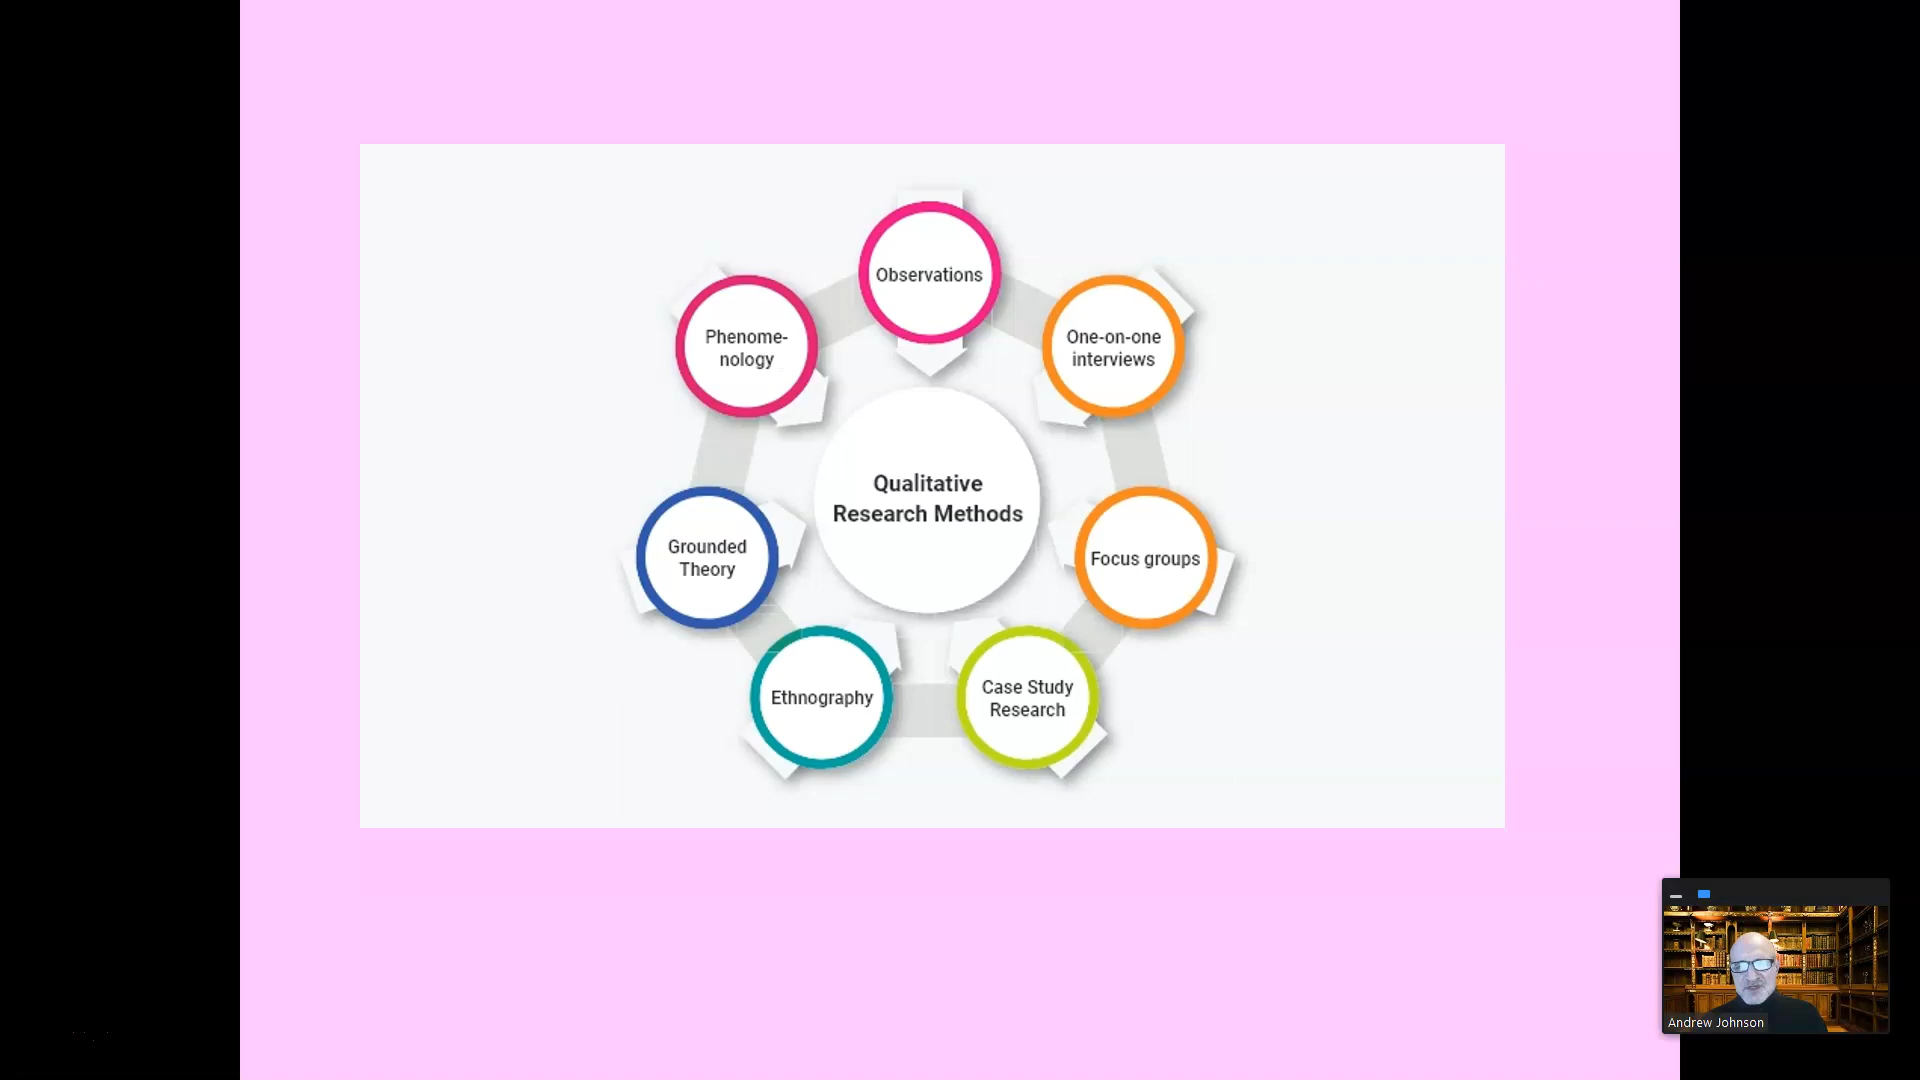 Observations
Phenome-
nology
One-on-one
interviews
Qualitative
Research Methods
Grounded
Theory
Focus groups
Ethnography
Case Study
Research
Andrew Johnson